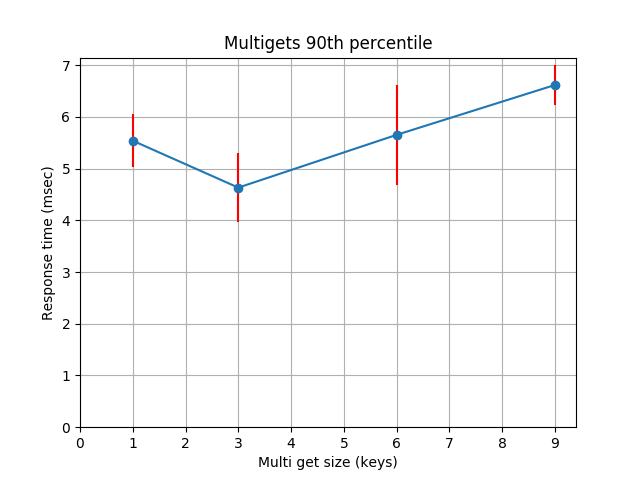 Multigets 90th percentile
Response time (msec)
7
6
5
4
3
2
1
0
0 1 2 3 4 5 6 7 8 9
Multi get size (keys)